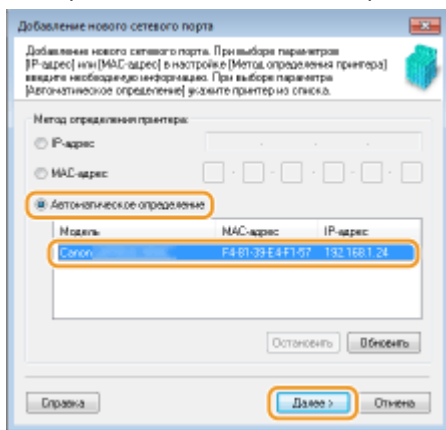 Добавление нового сетевого порта
Добавление нового сетевого порта. При выборе параметров
[IP-адрес] или [MAC-адрес] в настройке [Метод определения принтера]
введите необходимую информацию. При выборе параметра
[Автоматическое определение] укажите принтер из списка.
Метод определения принтера:
IP-адрес
MAC-адрес
Автоматическое определение
Модель MAC-адрес IP-адрес
Canon F4-81-39-E4-F1-57 192.168.1.24
Остановить Обновить
Справка Далее > Отмена